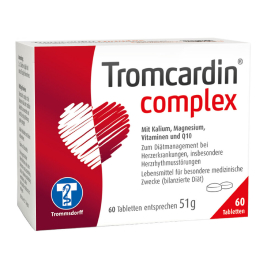 Tromcardin®
complex
Mit Kalium, Magnesium,
Vitaminen und Q10
Zum Diätmanagement bei
Herzerkrankungen, insbesondere
Herzrhythmusstörungen
Lebensmittel für besondere medizinische
Zwecke (bilanzierte Diät)
Trommsdorff
60 Tabletten entsprechen 51g
60
Tabletten